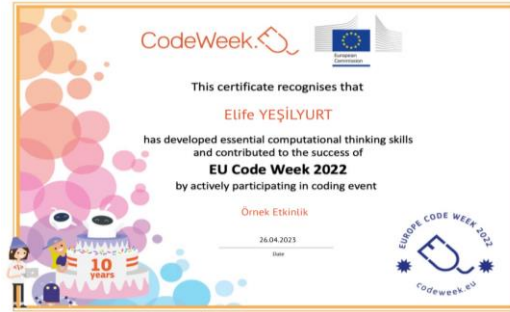 CodeWeek.
European
Commission
This certificate recognises that
Elife YEŞİLYURT
has developed essential computational thinking skills
and contributed to the success of
EU Code Week 2022
by actively participating in coding event
Örnek Etkinlik
26.04.2023
Date
10
years
EUROPE CODE WEEK 2022
codeweek.eu